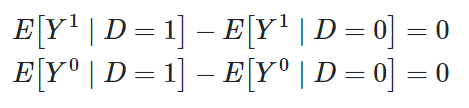 E[Y¹ | D = 1] − E[Y¹ | D = 0] = 0
E[Y⁰ | D = 1] − E[Y⁰ | D = 0] = 0